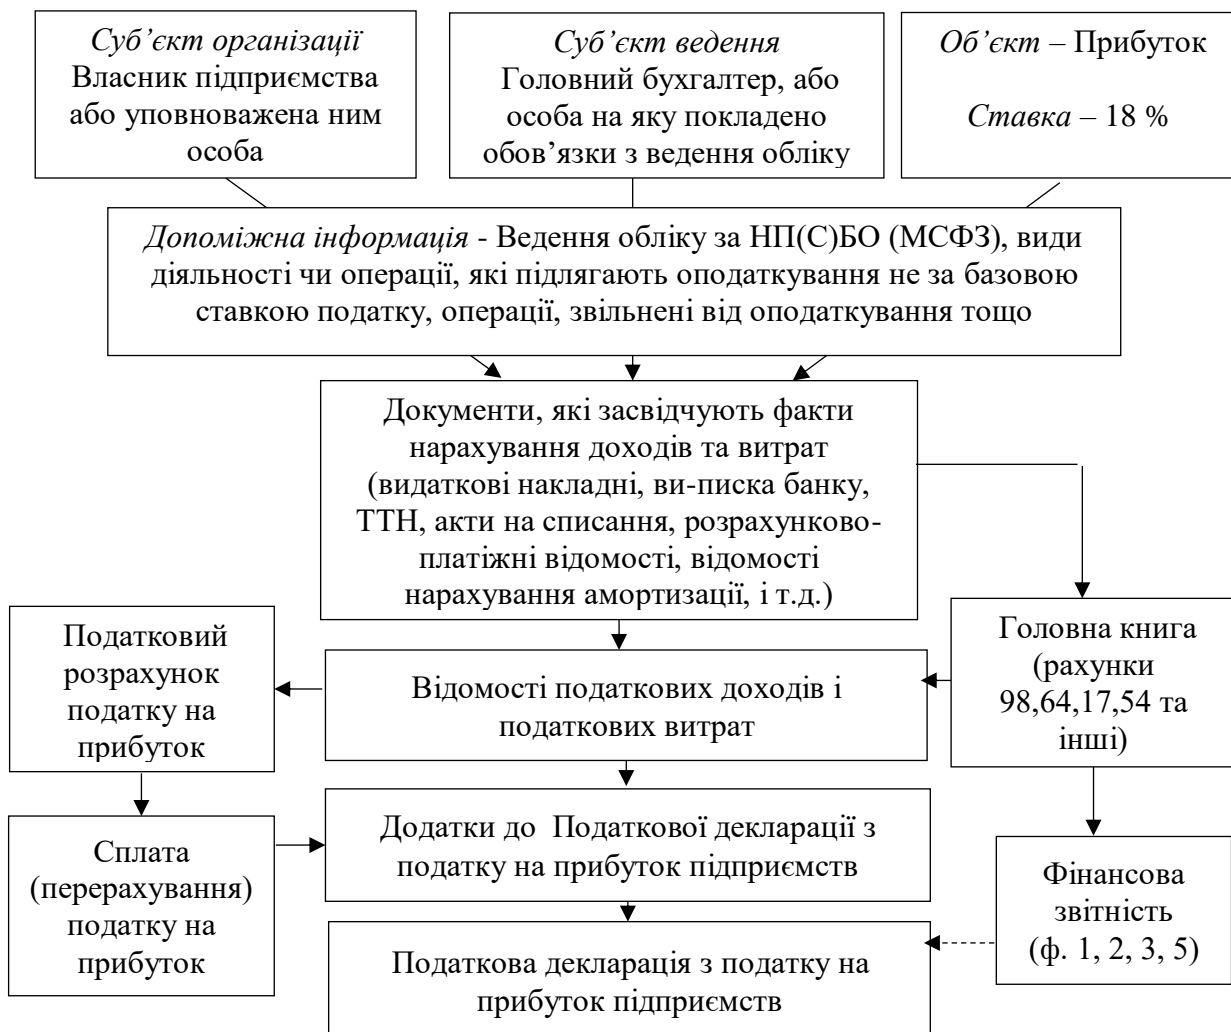 Суб’єкт організації
Власник підприємства
або уповноважена ним
особа
Суб’єкт ведення
Головний бухгалтер, або
особа на яку покладено
обов’язки з ведення обліку
Об’єкт – Прибуток
Ставка – 18 %
Допоміжна інформація - Ведення обліку за НП(С)БО (МСФЗ), види
діяльності чи операції, які підлягають оподаткування не за базовою
ставкою податку, операції, звільнені від оподаткування тощо
Документи, які засвідчують факти
нарахування доходів та витрат
(видаткові накладні, ви-писка банку,
ТТН, акти на списання, розрахунково-
платіжні відомості, відомості
нарахування амортизації, і т.д.)
Податковий
розрахунок
податку на
прибуток
Відомості податкових доходів і
податкових витрат
Головна книга
(рахунки
98,64,17,54 та
інші)
Сплата
(перерахування)
податку на
прибуток
Додатки до Податкової декларації з
податку на прибуток підприємств
Фінансова
звітність
(ф. 1, 2, 3, 5)
Податкова декларація з податку на
прибуток підприємств